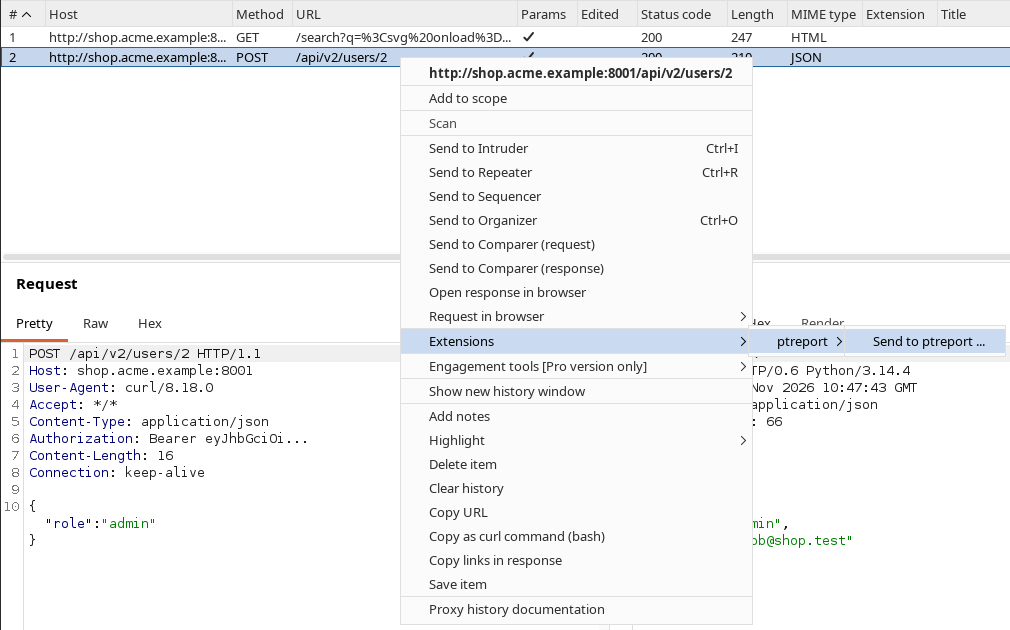 # Host Method URL Params Edited Status code Length MIME type Extension Title
1 http://shop.acme.example:8... GET /search?q=%3Csvg%20onload%3D... ✓ 200 247 HTML
2 http://shop.acme.example:8... POST /api/v2/users/2 200 210 JSON
http://shop.acme.example:8001/api/v2/users/2
Add to scope
Scan
Send to Intruder Ctrl+I
Send to Repeater Ctrl+R
Send to Sequencer
Send to Organizer Ctrl+O
Send to Comparer (request)
Send to Comparer (response)
Open response in browser
Request in browser
Extensions
Engagement tools [Pro version only]
Show new history window
Add notes
Highlight
Delete item
Clear history
Copy URL
Copy as curl command (bash)
Copy links in response
Save item
Proxy history documentation
ptreport
Send to ptreport ...
Request
Pretty Raw Hex
1 POST /api/v2/users/2 HTTP/1.1
2 Host: shop.acme.example:8001
3 User-Agent: curl/8.18.0
4 Accept: */*
5 Content-Type: application/json
6 Authorization: Bearer eyJhbGciOi...
7 Content-Length: 16
8 Connection: keep-alive
9
10 {
"role":"admin"
}
Hex Render
TP/0.6 Python/3.14.4
Nov 2026 10:47:43 GMT
application/json
: 66
min",
ob@shop.test"